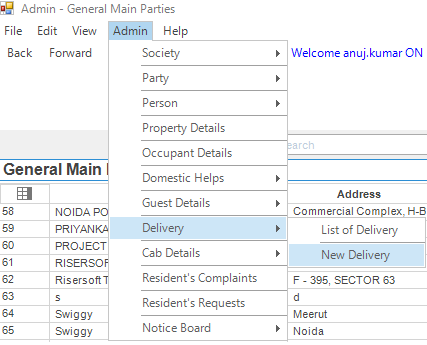 Admin - General Main Parties
File Edit View Admin Help
Back Forward Welcome anuj.kumar ON
Society
Party
Person
Property Details
Occupant Details
Domestic Helps
Guest Details
Delivery
Cab Details
Resident's Complaints
Resident's Requests
Notice Board
List of Delivery
New Delivery
General Main
Address
58 NOIDA PO Commercial Complex, H-B
59 PRIYANKA
60 PROJECT
61 RISERSOF
62 Risersoft T F - 395, SECTOR 63
63 s d
64 Swiggy Meerut
65 Swiggy Noida